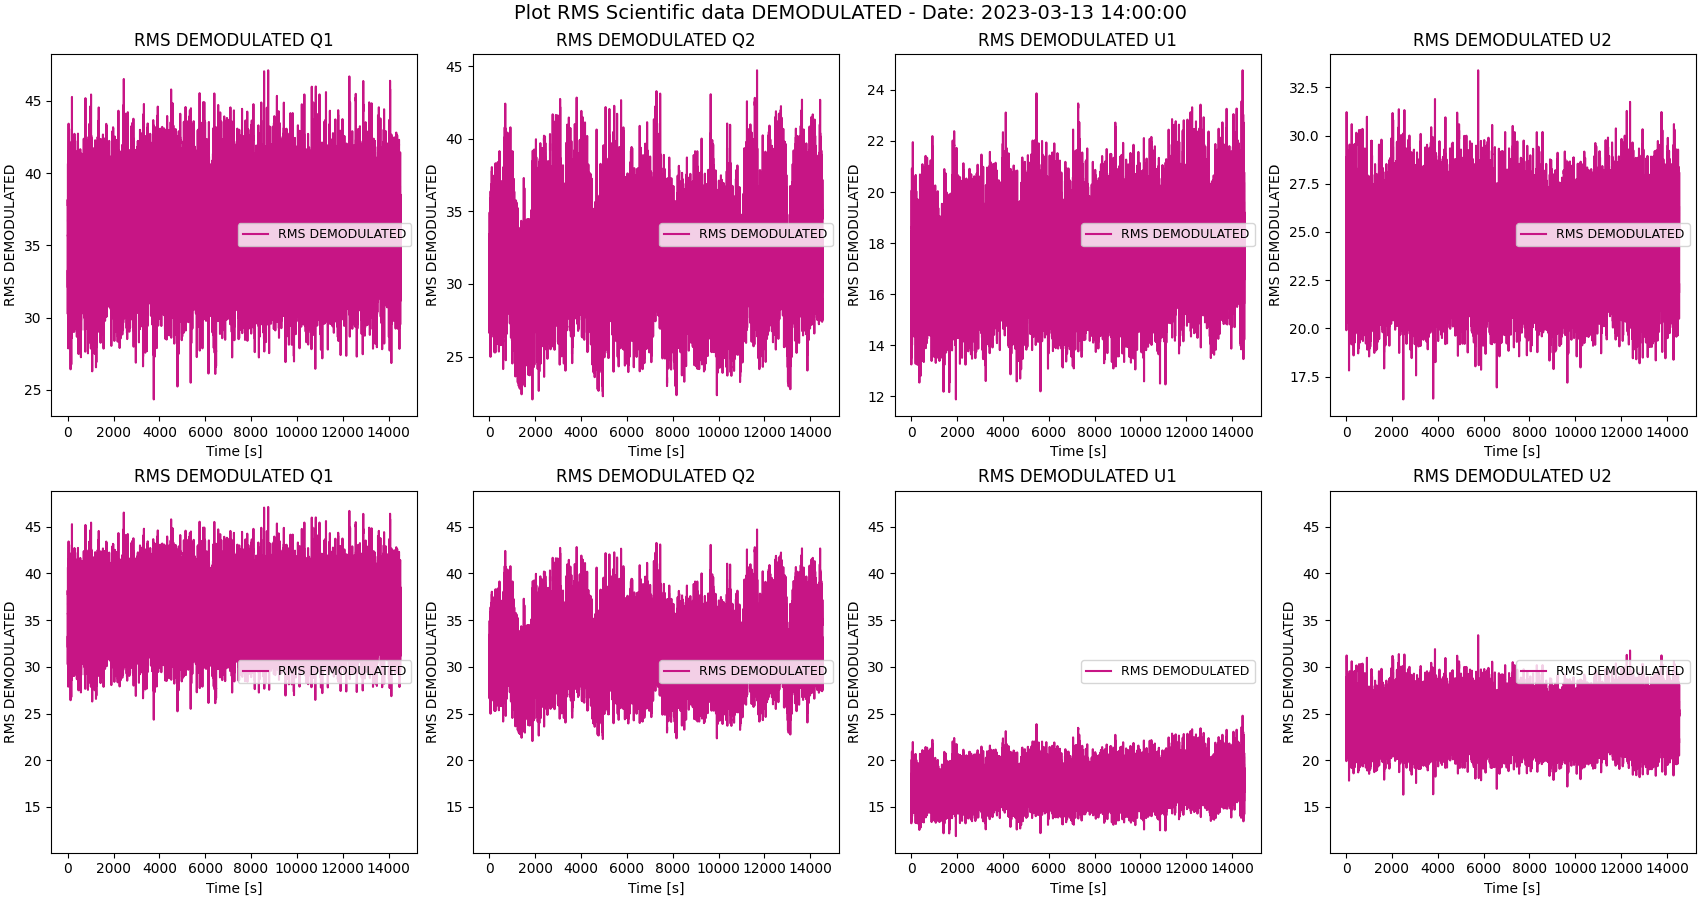 Plot RMS Scientific data DEMODULATED - Date: 2023-03-13 14:00:00
RMS DEMODULATED Q1
RMS DEMODULATED
45
40
35
30
25
RMS DEMODULATED
0 2000 4000 6000 8000 10000 12000 14000
Time [s]
RMS DEMODULATED Q2
RMS DEMODULATED
45
40
35
30
25
RMS DEMODULATED
0 2000 4000 6000 8000 10000 12000 14000
Time [s]
RMS DEMODULATED U1
RMS DEMODULATED
24
22
20
18
16
14
12
RMS DEMODULATED
0 2000 4000 6000 8000 10000 12000 14000
Time [s]
RMS DEMODULATED U2
RMS DEMODULATED
32.5
30.0
27.5
25.0
22.5
20.0
17.5
RMS DEMODULATED
0 2000 4000 6000 8000 10000 12000 14000
Time [s]
RMS DEMODULATED Q1
RMS DEMODULATED
45
40
35
30
25
20
15
RMS DEMODULATED
0 2000 4000 6000 8000 10000 12000 14000
Time [s]
RMS DEMODULATED Q2
RMS DEMODULATED
45
40
35
30
25
20
15
RMS DEMODULATED
0 2000 4000 6000 8000 10000 12000 14000
Time [s]
RMS DEMODULATED U1
RMS DEMODULATED
45
40
35
30
25
20
15
RMS DEMODULATED
0 2000 4000 6000 8000 10000 12000 14000
Time [s]
RMS DEMODULATED U2
RMS DEMODULATED
45
40
35
30
25
20
15
RMS DEMODULATED
0 2000 4000 6000 8000 10000 12000 14000
Time [s]